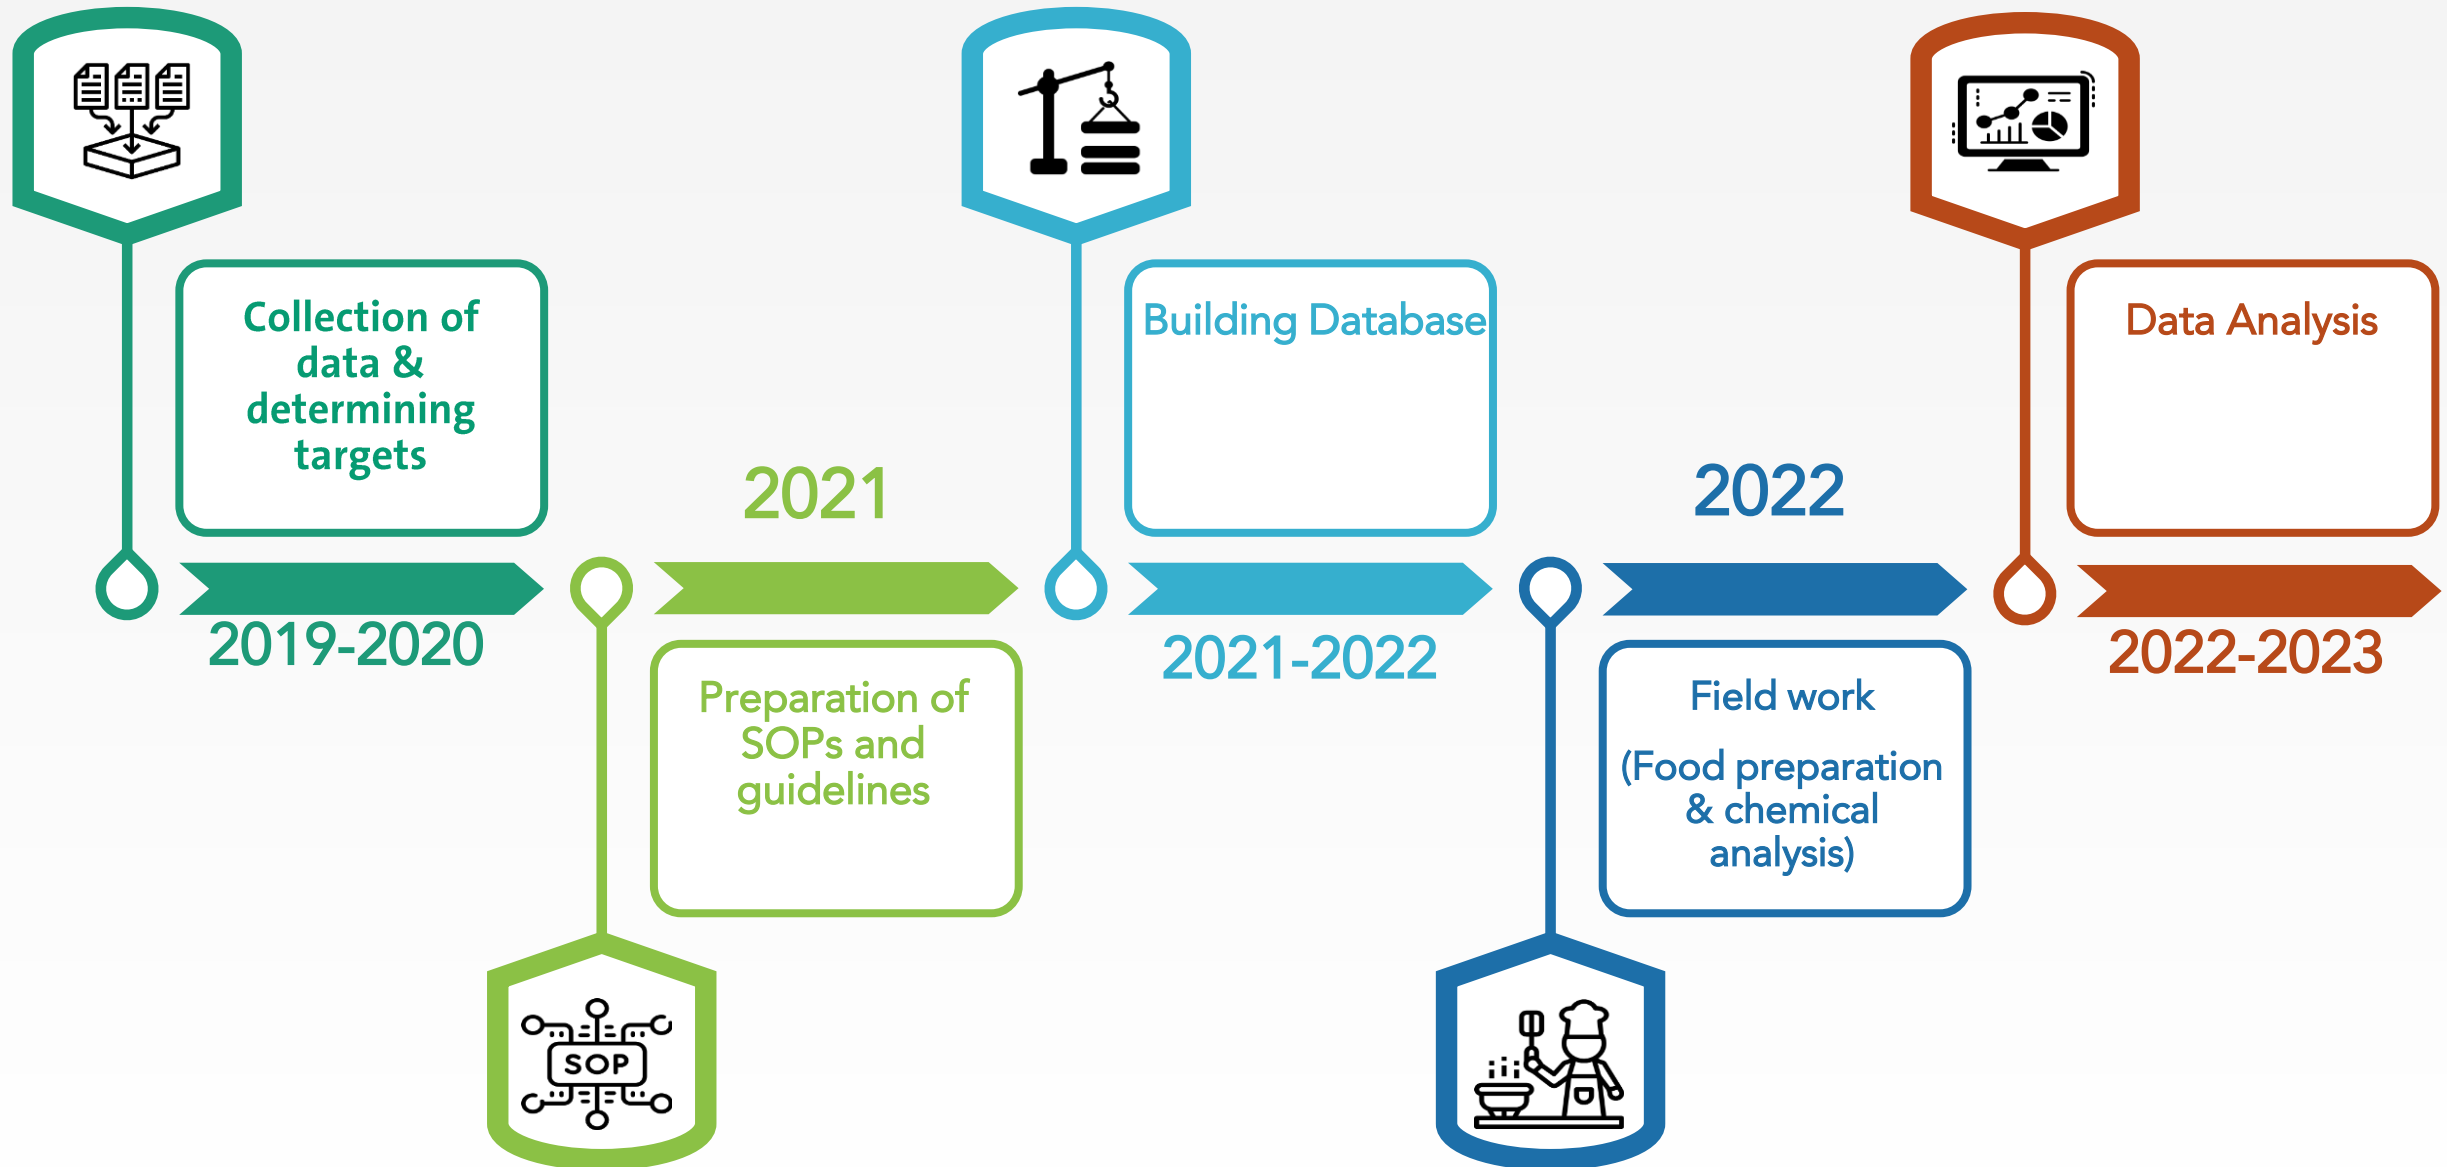 Collection of
data &
determining
targets
2019-2020
2021
Preparation of
SOPs and
guidelines
SOP
Building Database
2021-2022
2022
Field work
(Food preparation
& chemical
analysis)
Data Analysis
2022-2023